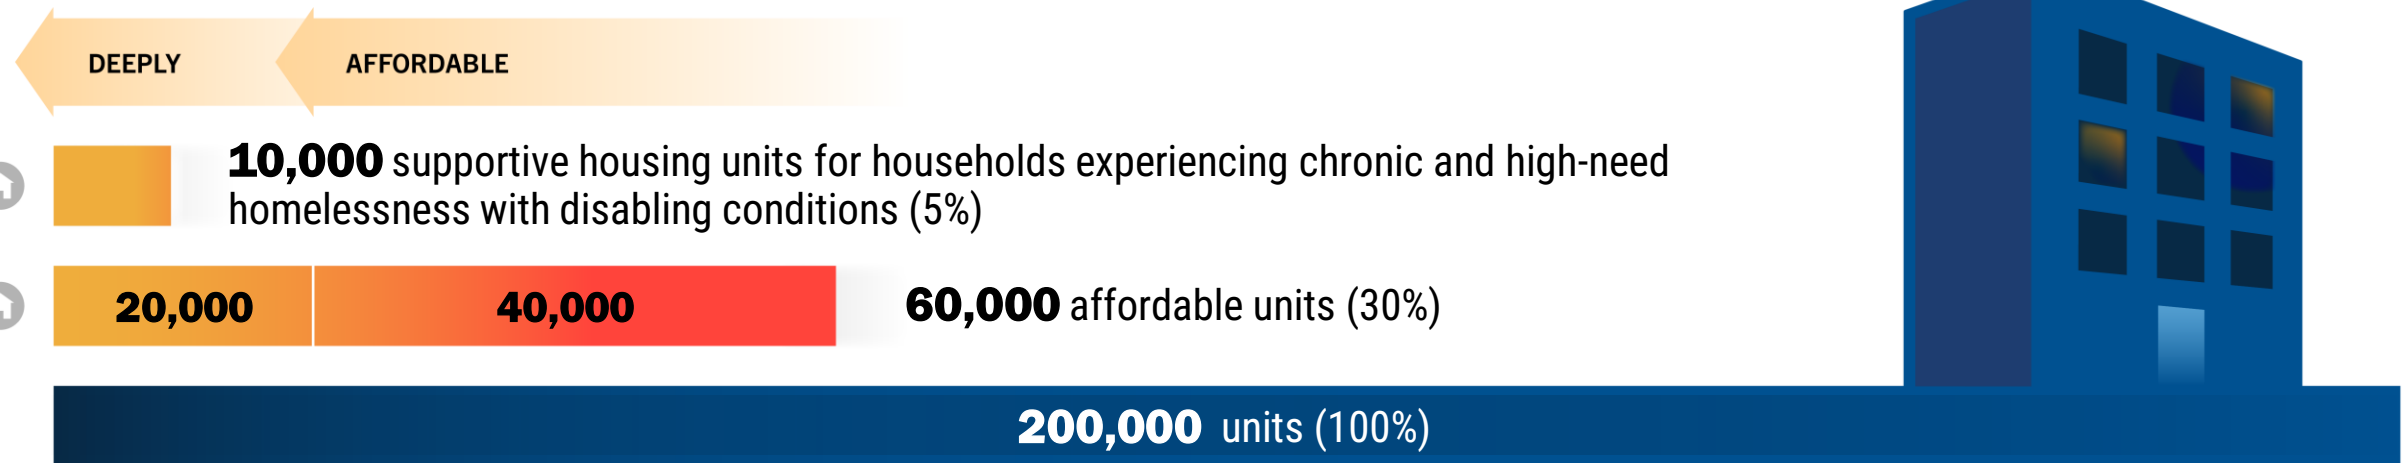 DEEPLY AFFORDABLE
10,000 supportive housing units for households experiencing chronic and high-need
homelessness with disabling conditions (5%)
20,000 40,000 60,000 affordable units (30%)
200,000 units (100%)